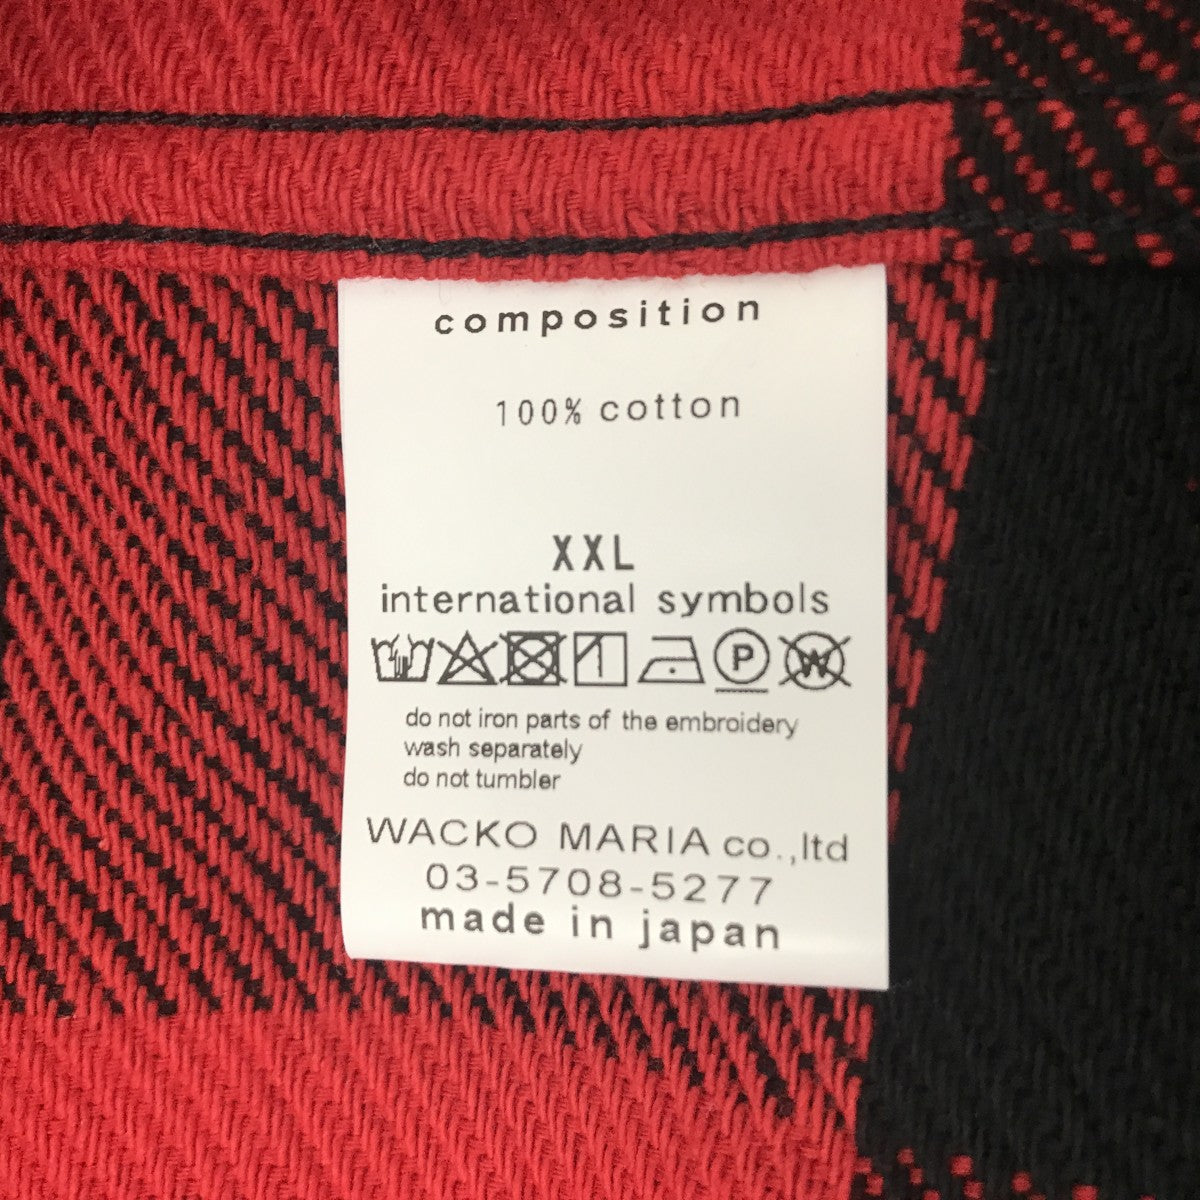 composition
100% cotton
XXL
international symbols
P W
do not iron parts of the embroidery
wash separately
do not tumbler
WACKO MARIA co.,ltd
03-5708-5277
made in japan